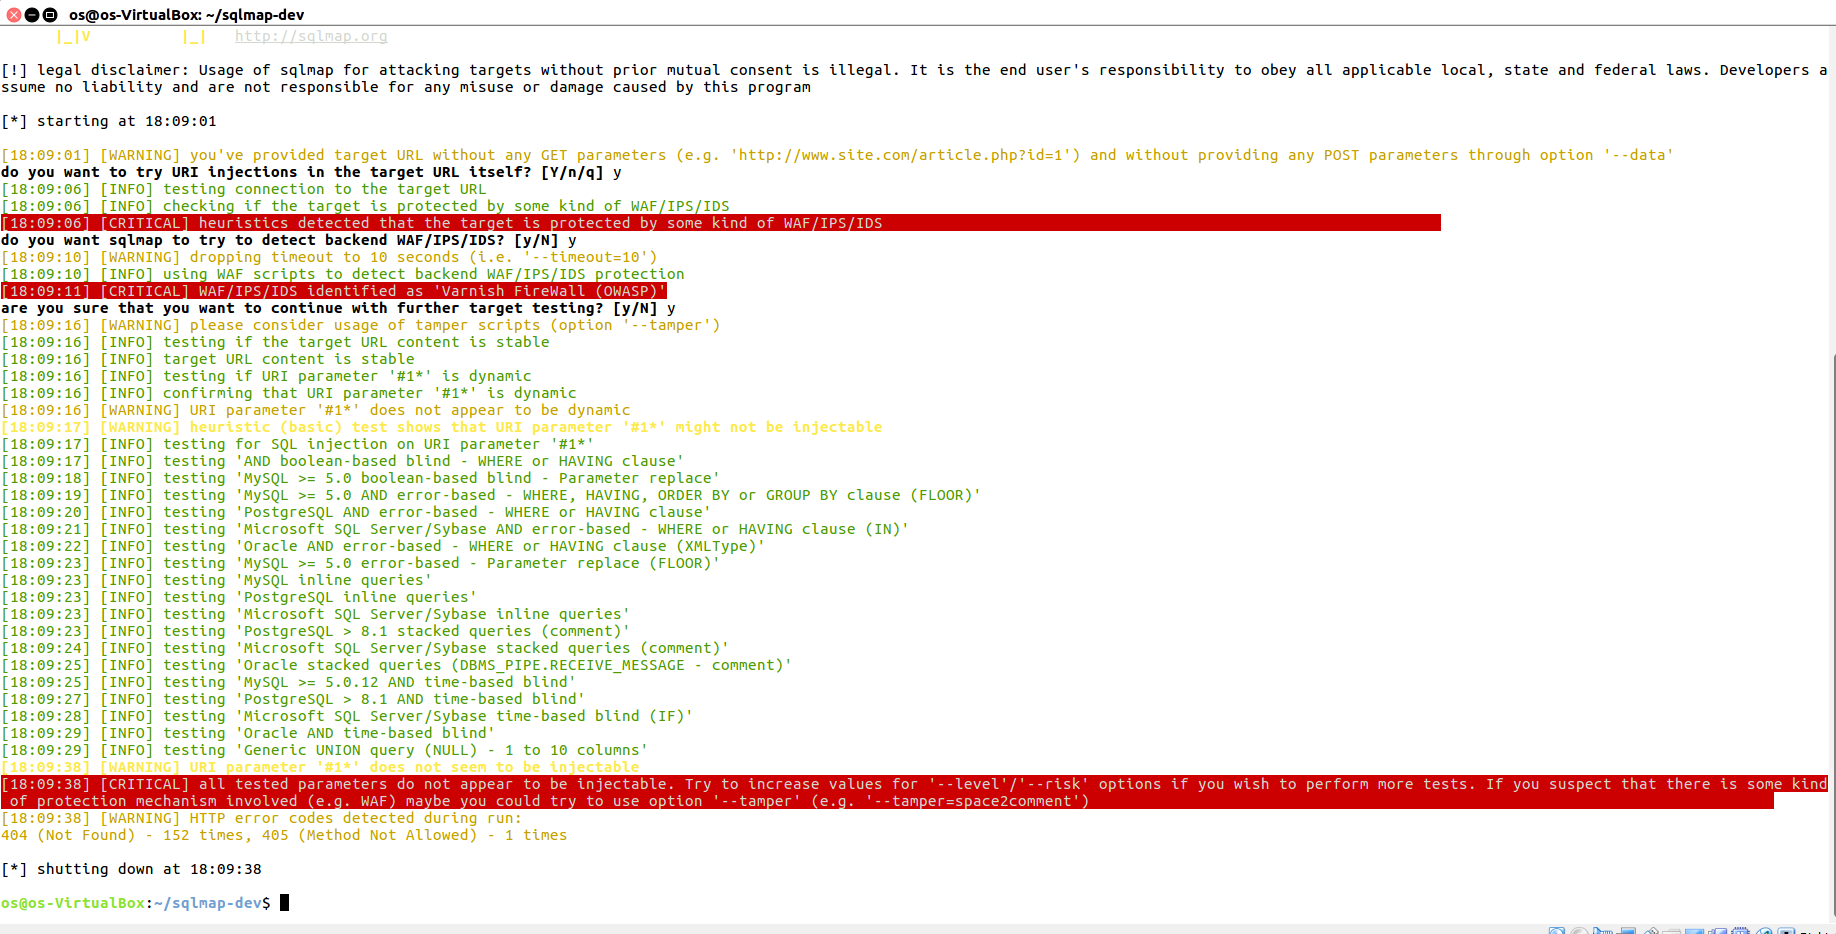 os@os-VirtualBox: ~/sqlmap-dev
|_|V          |_|   http://sqlmap.org
[!] legal disclaimer: Usage of sqlmap for attacking targets without prior mutual consent is illegal. It is the end user's responsibility to obey all applicable local, state and federal laws. Developers a
ssume no liability and are not responsible for any misuse or damage caused by this program
[*] starting at 18:09:01
[18:09:01] [WARNING] you've provided target URL without any GET parameters (e.g. 'http://www.site.com/article.php?id=1') and without providing any POST parameters through option '--data'
do you want to try URI injections in the target URL itself? [Y/n/q] y
[18:09:06] [INFO] testing connection to the target URL
[18:09:06] [INFO] checking if the target is protected by some kind of WAF/IPS/IDS
[18:09:06] [CRITICAL] heuristics detected that the target is protected by some kind of WAF/IPS/IDS
do you want sqlmap to try to detect backend WAF/IPS/IDS? [y/N] y
[18:09:10] [WARNING] dropping timeout to 10 seconds (i.e. '--timeout=10')
[18:09:10] [INFO] using WAF scripts to detect backend WAF/IPS/IDS protection
[18:09:11] [CRITICAL] WAF/IPS/IDS identified as 'Varnish FireWall (OWASP)'
are you sure that you want to continue with further target testing? [y/N] y
[18:09:16] [WARNING] please consider usage of tamper scripts (option '--tamper')
[18:09:16] [INFO] testing if the target URL content is stable
[18:09:16] [INFO] target URL content is stable
[18:09:16] [INFO] testing if URI parameter '#1*' is dynamic
[18:09:16] [INFO] confirming that URI parameter '#1*' is dynamic
[18:09:16] [WARNING] URI parameter '#1*' does not appear to be dynamic
[18:09:17] [WARNING] heuristic (basic) test shows that URI parameter '#1*' might not be injectable
[18:09:17] [INFO] testing for SQL injection on URI parameter '#1*'
[18:09:17] [INFO] testing 'AND boolean-based blind - WHERE or HAVING clause'
[18:09:18] [INFO] testing 'MySQL >= 5.0 boolean-based blind - Parameter replace'
[18:09:19] [INFO] testing 'MySQL >= 5.0 AND error-based - WHERE, HAVING, ORDER BY or GROUP BY clause (FLOOR)'
[18:09:20] [INFO] testing 'PostgreSQL AND error-based - WHERE or HAVING clause'
[18:09:21] [INFO] testing 'Microsoft SQL Server/Sybase AND error-based - WHERE or HAVING clause (IN)'
[18:09:22] [INFO] testing 'Oracle AND error-based - WHERE or HAVING clause (XMLType)'
[18:09:23] [INFO] testing 'MySQL >= 5.0 error-based - Parameter replace (FLOOR)'
[18:09:23] [INFO] testing 'MySQL inline queries'
[18:09:23] [INFO] testing 'PostgreSQL inline queries'
[18:09:23] [INFO] testing 'Microsoft SQL Server/Sybase inline queries'
[18:09:23] [INFO] testing 'PostgreSQL > 8.1 stacked queries (comment)'
[18:09:24] [INFO] testing 'Microsoft SQL Server/Sybase stacked queries (comment)'
[18:09:25] [INFO] testing 'Oracle stacked queries (DBMS_PIPE.RECEIVE_MESSAGE - comment)'
[18:09:25] [INFO] testing 'MySQL >= 5.0.12 AND time-based blind'
[18:09:27] [INFO] testing 'PostgreSQL > 8.1 AND time-based blind'
[18:09:28] [INFO] testing 'Microsoft SQL Server/Sybase time-based blind (IF)'
[18:09:29] [INFO] testing 'Oracle AND time-based blind'
[18:09:29] [INFO] testing 'Generic UNION query (NULL) - 1 to 10 columns'
[18:09:38] [WARNING] URI parameter '#1*' does not seem to be injectable
[18:09:38] [CRITICAL] all tested parameters do not appear to be injectable. Try to increase values for '--level'/'--risk' options if you wish to perform more tests. If you suspect that there is some kind
 of protection mechanism involved (e.g. WAF) maybe you could try to use option '--tamper' (e.g. '--tamper=space2comment')
[18:09:38] [WARNING] HTTP error codes detected during run:
404 (Not Found) - 152 times, 405 (Method Not Allowed) - 1 times
[*] shutting down at 18:09:38
os@os-VirtualBox:~/sqlmap-dev$